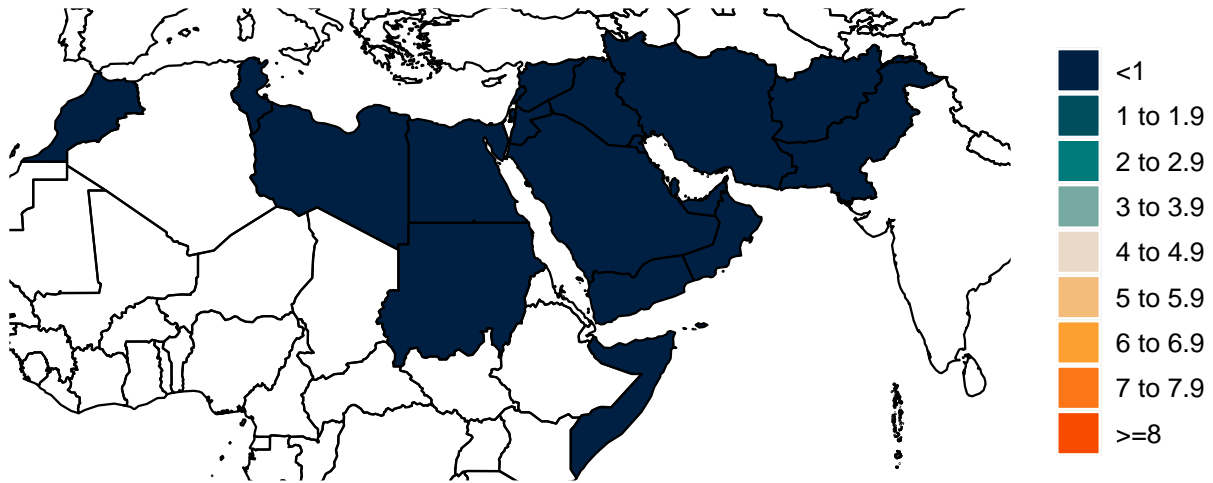 <1
1 to 1.9
2 to 2.9
3 to 3.9
4 to 4.9
5 to 5.9
6 to 6.9
7 to 7.9
>=8